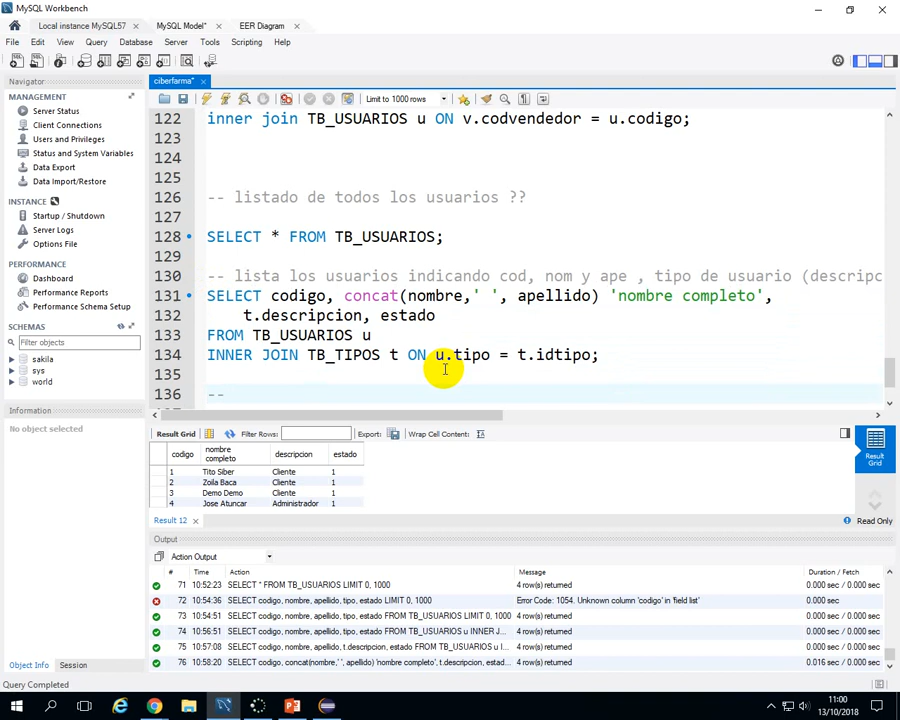 MySQL Workbench
Local instance MySQL57
MySQL Model*
EER Diagram
File Edit View Query Database Server Tools Scripting Help
Navigator
ciberfarma*
MANAGEMENT
Server Status
Client Connections
Users and Privileges
Status and System Variables
Data Export
Data Import/Restore
INSTANCE
Startup / Shutdown
Server Logs
Options File
PERFORMANCE
Dashboard
Performance Reports
Performance Schema Setup
SCHEMAS
Filter objects
sakila
sys
world
Information
No object selected
Object Info Session
Query Completed
Limit to 1000 rows
122 inner join TB_USUARIOS u ON v.codvendedor = u.codigo;
123
124
125
126 -- listado de todos los usuarios ??
127
128 SELECT * FROM TB_USUARIOS;
129
130 -- lista los usuarios indicando cod, nom y ape , tipo de usuario (descripc
131 SELECT codigo, concat(nombre,' ', apellido) 'nombre completo',
132 t.descripcion, estado
133 FROM TB_USUARIOS u
134 INNER JOIN TB_TIPOS t ON u.tipo = t.idtipo;
135
136 --
Result Grid Filter Rows: Export: Wrap Cell Content:
Result Grid
codigo nombre completo descripcion estado
1 Tito Siber Cliente 1
2 Zoila Baca Cliente 1
3 Demo Demo Cliente 1
4 Jose Atuncar Administrador 1
Result 12
Read Only
Output
Action Output
# Time Action Message Duration / Fetch
71 10:52:23 SELECT * FROM TB_USUARIOS LIMIT 0, 1000 4 row(s) returned 0.000 sec / 0.000 sec
72 10:54:36 SELECT codigo, nombre, apellido, tipo, estado LIMIT 0, 1000 Error Code: 1054. Unknown column 'codigo' in 'field list' 0.000 sec
73 10:54:51 SELECT codigo, nombre, apellido, tipo, estado FROM TB_USUARIOS LIMIT 0, 1000 4 row(s) returned 0.000 sec / 0.000 sec
74 10:56:51 SELECT codigo, nombre, apellido, tipo, estado FROM TB_USUARIOS u INNER J... 4 row(s) returned 0.000 sec / 0.000 sec
75 10:57:08 SELECT codigo, nombre, apellido, t.descripcion, estado FROM TB_USUARIOS u I... 4 row(s) returned 0.000 sec / 0.000 sec
76 10:58:20 SELECT codigo, concat(nombre,' ', apellido) 'nombre completo', t.descripcion, estad... 4 row(s) returned 0.016 sec / 0.000 sec
11:00
13/10/2018